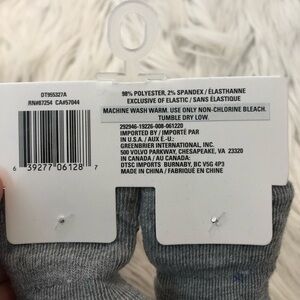 DT955327A
RN#87254 CA#57044
6 39277 06128 7
98% POLYESTER, 2% SPANDEX / ÉLASTHANNE
EXCLUSIVE OF ELASTIC / SANS ÉLASTIQUE
MACHINE WASH WARM. USE ONLY NON-CHLORINE BLEACH.
TUMBLE DRY LOW.
292946-19226-008-061220
IMPORTED BY / IMPORTÉ PAR
IN U.S.A. / AUX É.-U.:
GREENBRIER INTERNATIONAL, INC.
500 VOLVO PARKWAY, CHESAPEAKE, VA 23320
IN CANADA / AU CANADA:
DTSC IMPORTS BURNABY, BC V5G 4P3
MADE IN CHINA / FABRIQUÉ EN CHINE